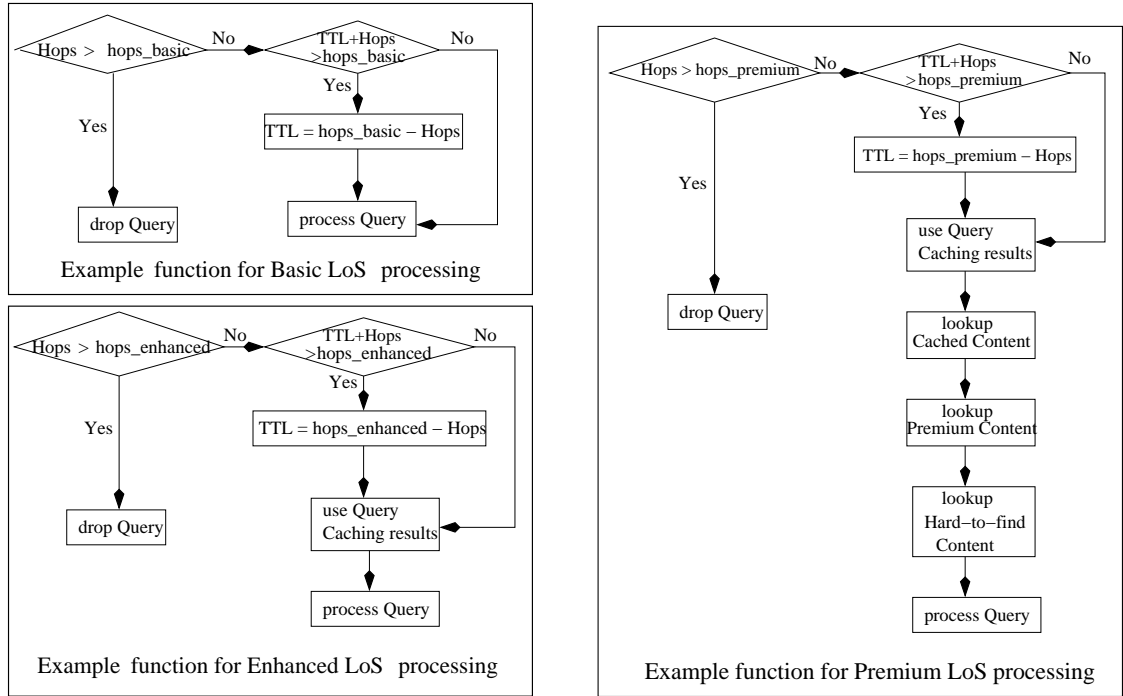 Hops > hops_basic
No
TTL+Hops
>hops_basic
No
Yes
Yes
TTL = hops_basic − Hops
drop Query
process Query
Example function for Basic LoS processing
Hops > hops_enhanced
No
TTL+Hops
>hops_enhanced
No
Yes
Yes
TTL = hops_enhanced − Hops
drop Query
use Query
Caching results
process Query
Example function for Enhanced LoS processing
Hops > hops_premium
No
TTL+Hops
>hops_premium
No
Yes
Yes
TTL = hops_premium − Hops
use Query
Caching results
drop Query
lookup
Cached Content
lookup
Premium Content
lookup
Hard−to−find
Content
process Query
Example function for Premium LoS processing